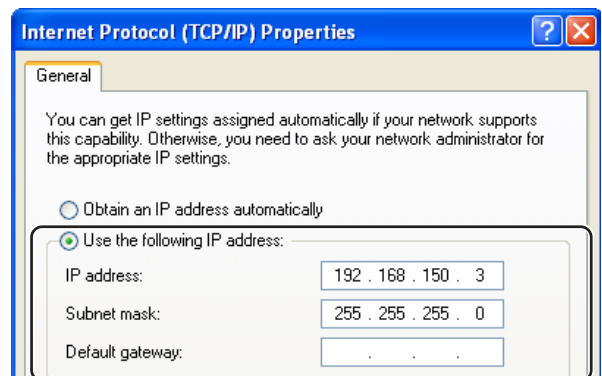 Internet Protocol (TCP/IP) Properties
General
You can get IP settings assigned automatically if your network supports
this capability. Otherwise, you need to ask your network administrator for
the appropriate IP settings.
Obtain an IP address automatically
Use the following IP address:
IP address: 192 . 168 . 150 . 3
Subnet mask: 255 . 255 . 255 . 0
Default gateway: . . .